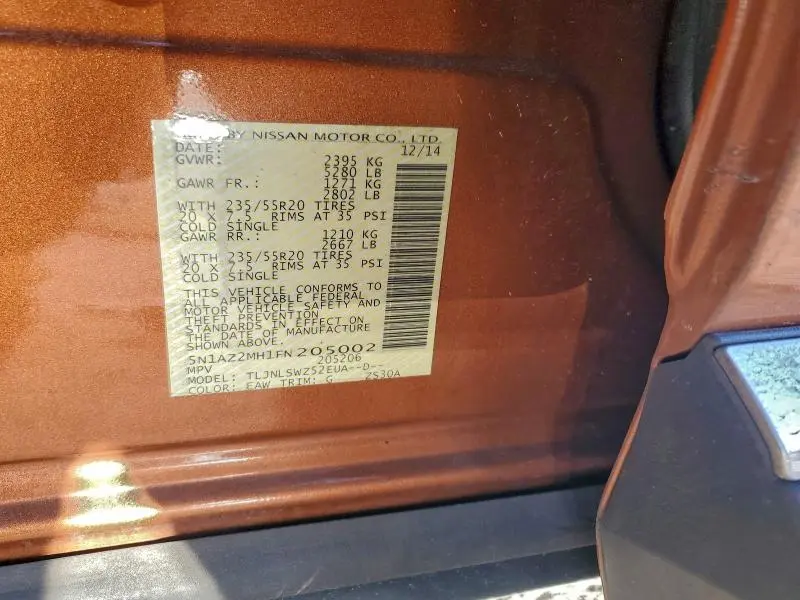 BY NISSAN MOTOR CO., LTD.
DATE: 12/14
GVWR: 2395 KG
5280 LB
GAWR FR.: 1271 KG
2802 LB
WITH 235/55R20 TIRES
20 X 7.5 RIMS AT 35 PSI
COLD SINGLE
GAWR RR.: 1210 KG
2667 LB
WITH 235/55R20 TIRES
20 X 7.5 RIMS AT 35 PSI
COLD SINGLE
THIS VEHICLE CONFORMS TO
ALL APPLICABLE FEDERAL
MOTOR VEHICLE SAFETY AND
THEFT PREVENTION
STANDARDS IN EFFECT ON
THE DATE OF MANUFACTURE
SHOWN ABOVE.
5N1AZ2MH1FN205002
MPV 205206
MODEL: TLJNLSWZ52EUA--D--
COLOR: EAW TRIM: G ZS30A